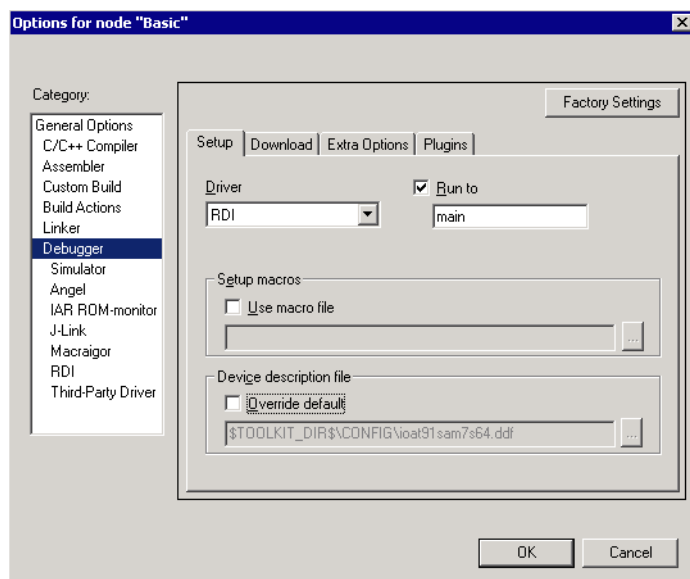 Options for node "Basic"
Category:
General Options
C/C++ Compiler
Assembler
Custom Build
Build Actions
Linker
Debugger
Simulator
Angel
IAR ROM-monitor
J-Link
Macraigor
RDI
Third-Party Driver
Factory Settings
Setup Download Extra Options Plugins
Driver
RDI
Run to
main
Setup macros
Use macro file
...
Device description file
Override default
$TOOLKIT_DIR$\CONFIG\ioat91sam7s64.ddf ...
OK Cancel